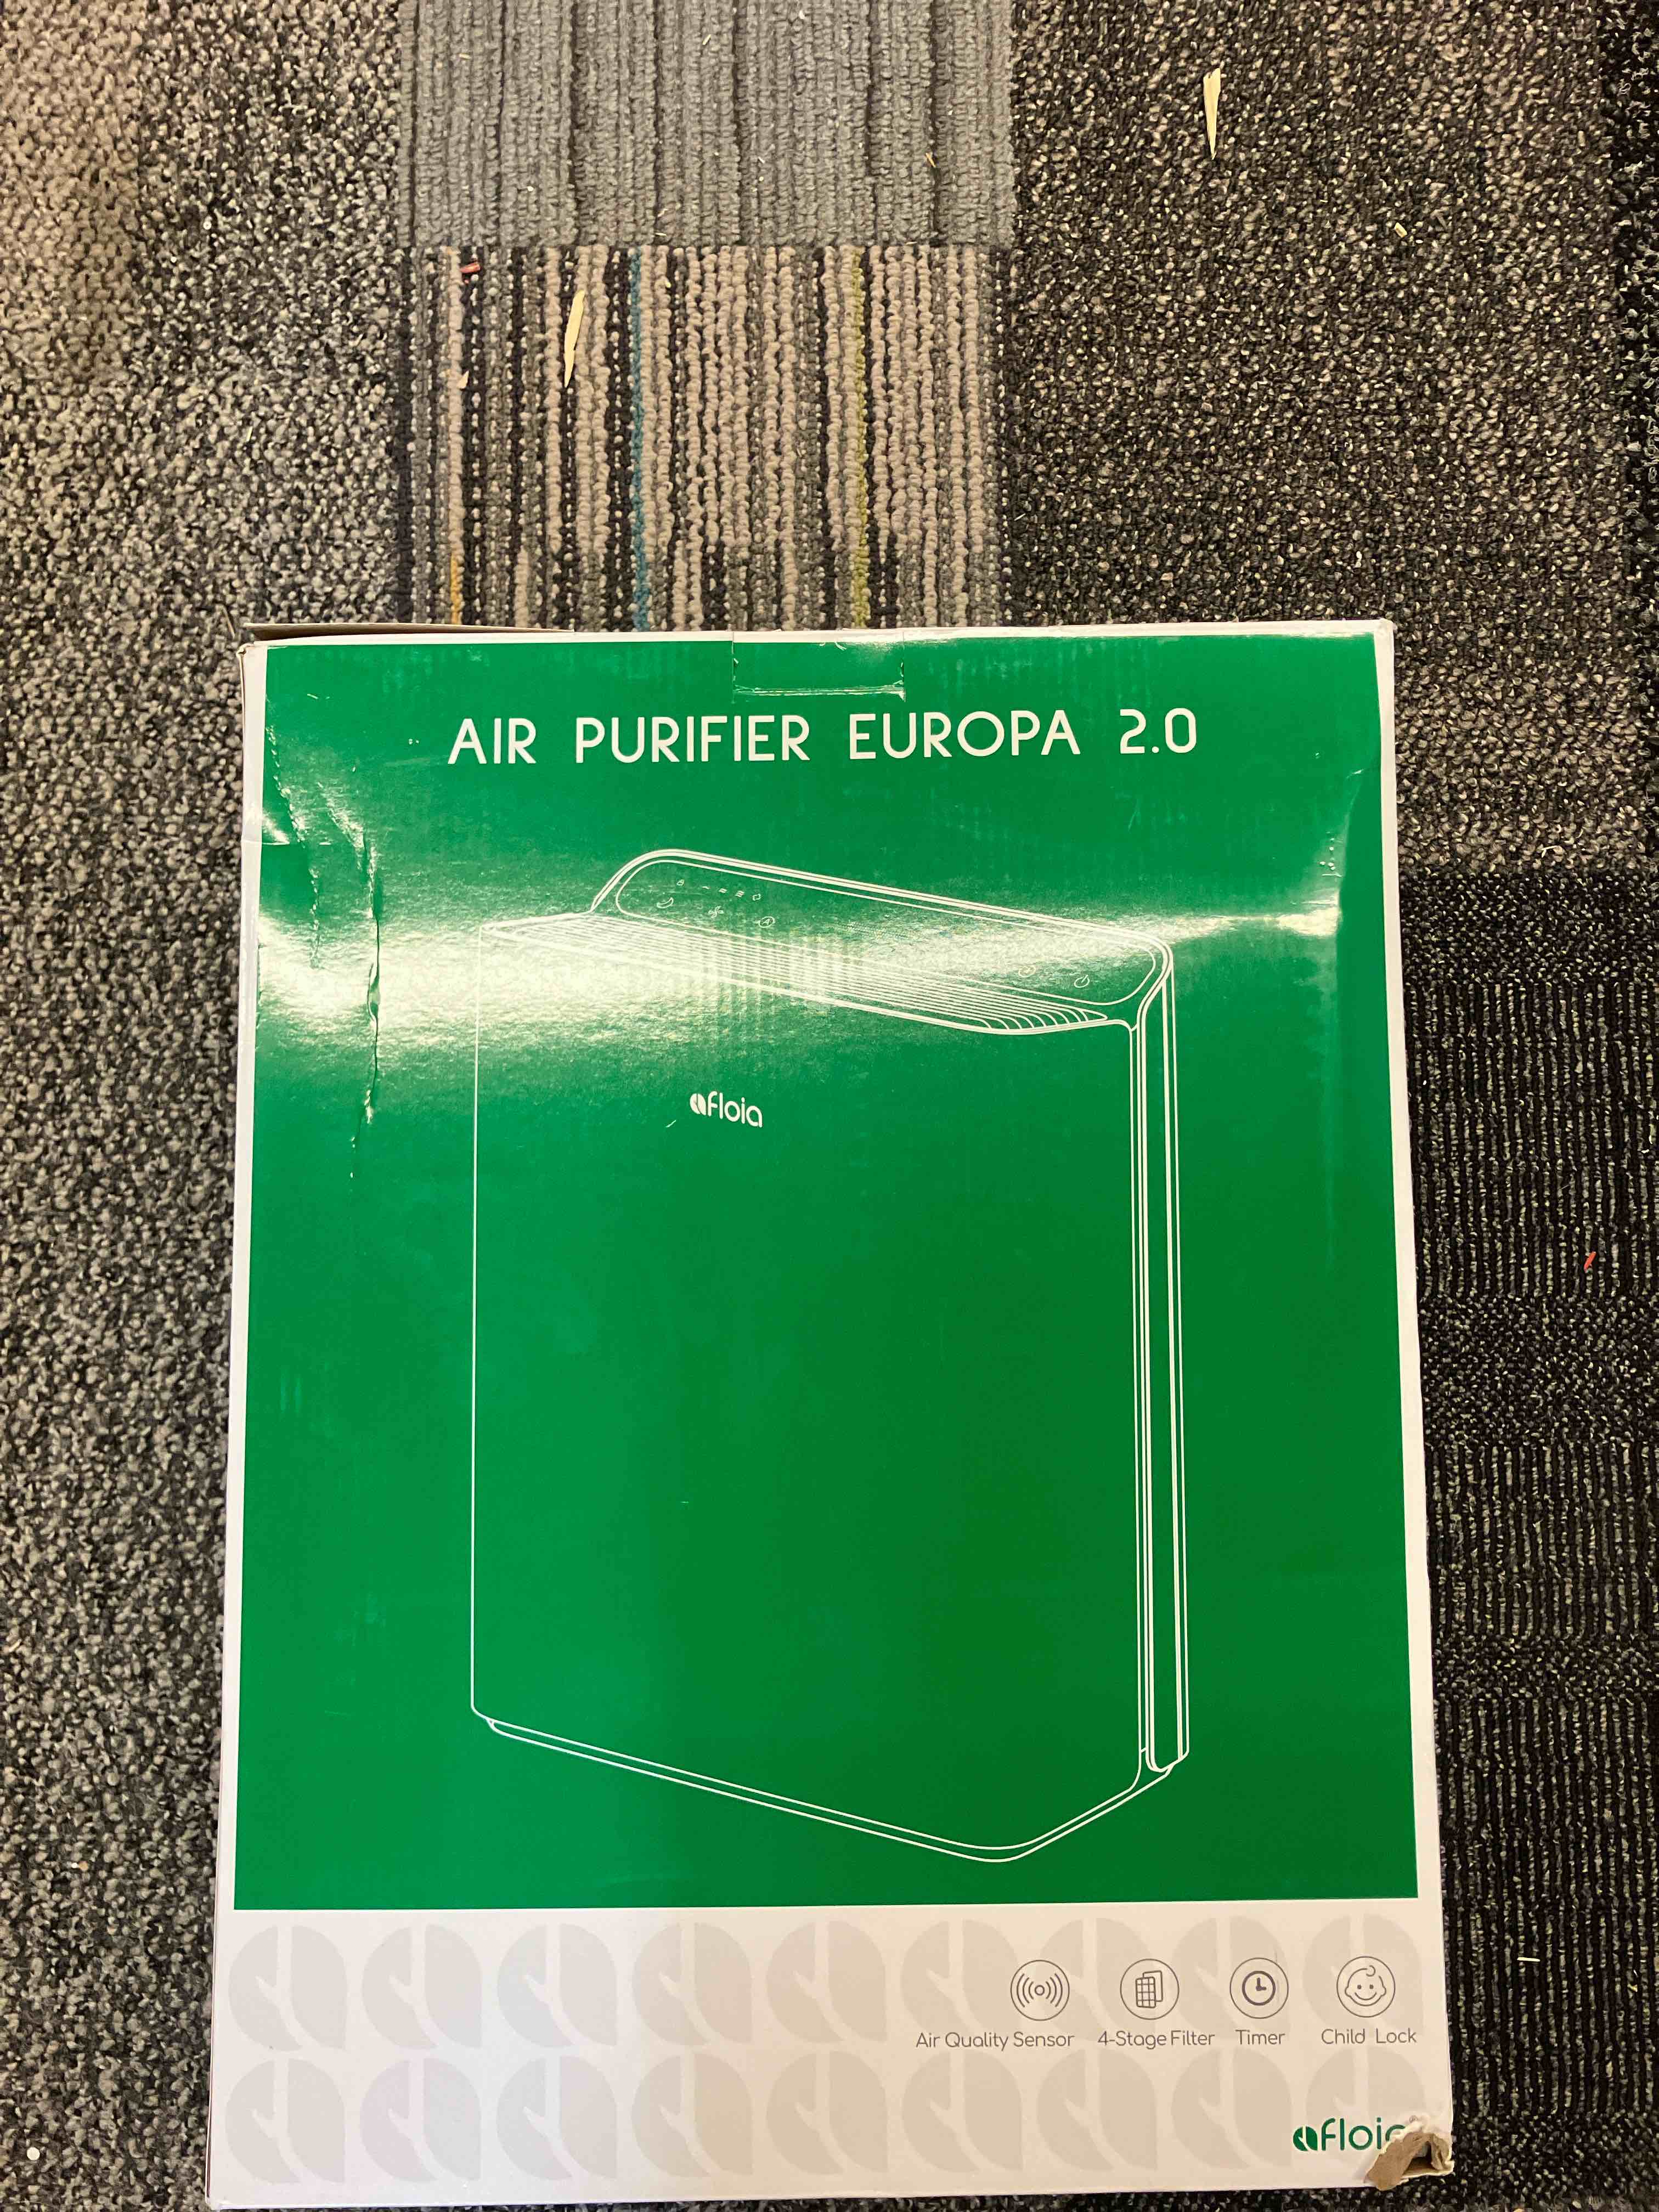 AIR PURIFIER EUROPA 2.0
afloia
Air Quality Sensor 4-Stage Filter Timer Child Lock